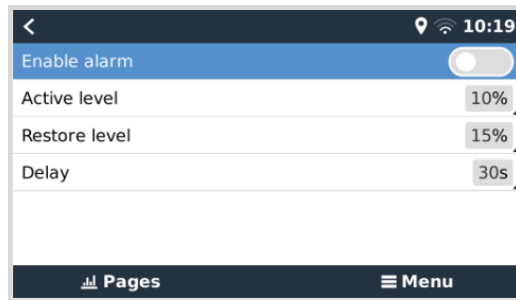 10:19
Enable alarm
Active level 10%
Restore level 15%
Delay 30s
Pages Menu